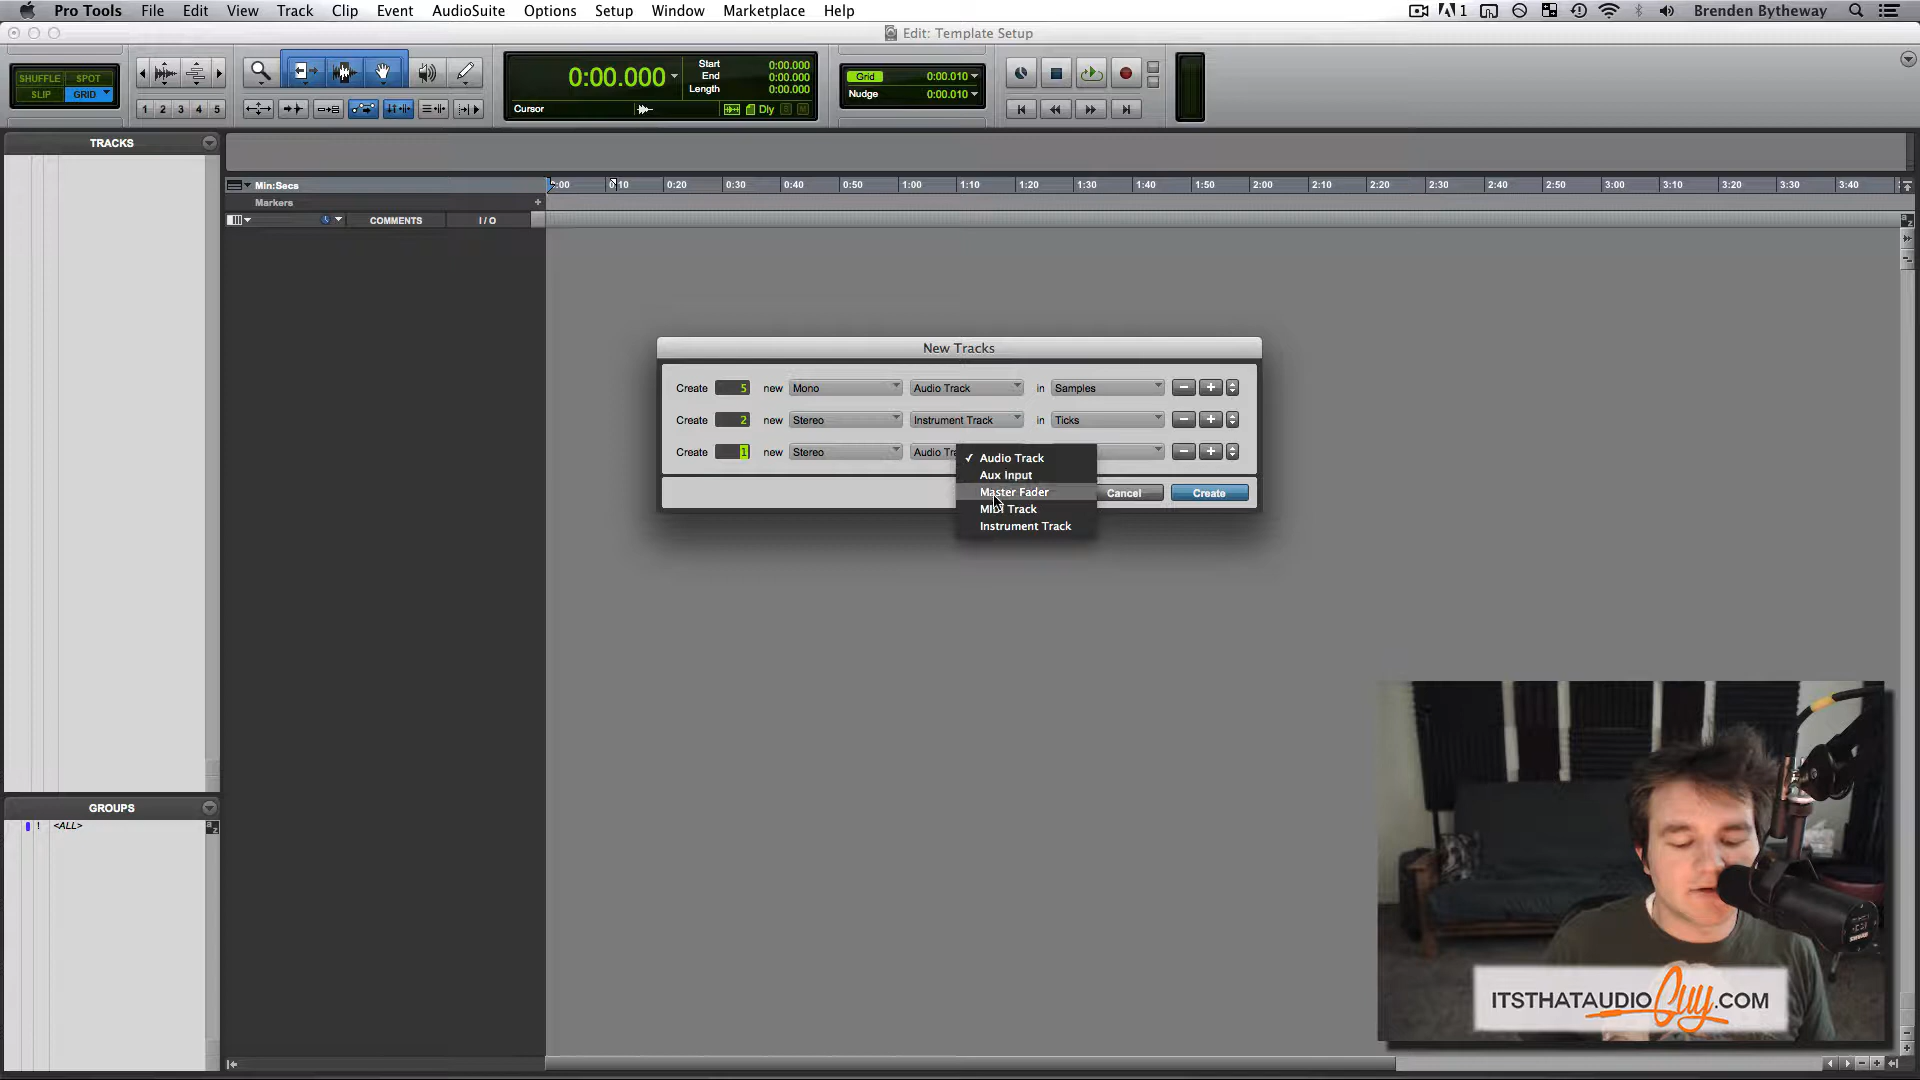 Pro Tools File Edit View Track Clip Event AudioSuite Options Setup Window Marketplace Help 1 Brenden Bytheway
Edit: Template Setup
SHUFFLE SPOT
SLIP GRID
1 2 3 4 5
0:00.000
Start 0:00.000
End 0:00.000
Length 0:00.000
Cursor Dly S M
Grid 0:00.010
Nudge 0:00.010
TRACKS
Min:Secs
0:10 0:20 0:30 0:40 0:50 1:00 1:10 1:20 1:30 1:40 1:50 2:00 2:10 2:20 2:30 2:40 2:50 3:00 3:10 3:20 3:30 3:40
Markers
COMMENTS I / O
New Tracks
Create 5 new Mono Audio Track in Samples
Create 2 new Stereo Instrument Track in Ticks
Create 1 new Stereo Audio Tra
✓ Audio Track
Aux Input
Master Fader
MIDI Track
Instrument Track
Cancel Create
GROUPS
! <ALL>
a z
ITSTHATAUDIOGuy.COM